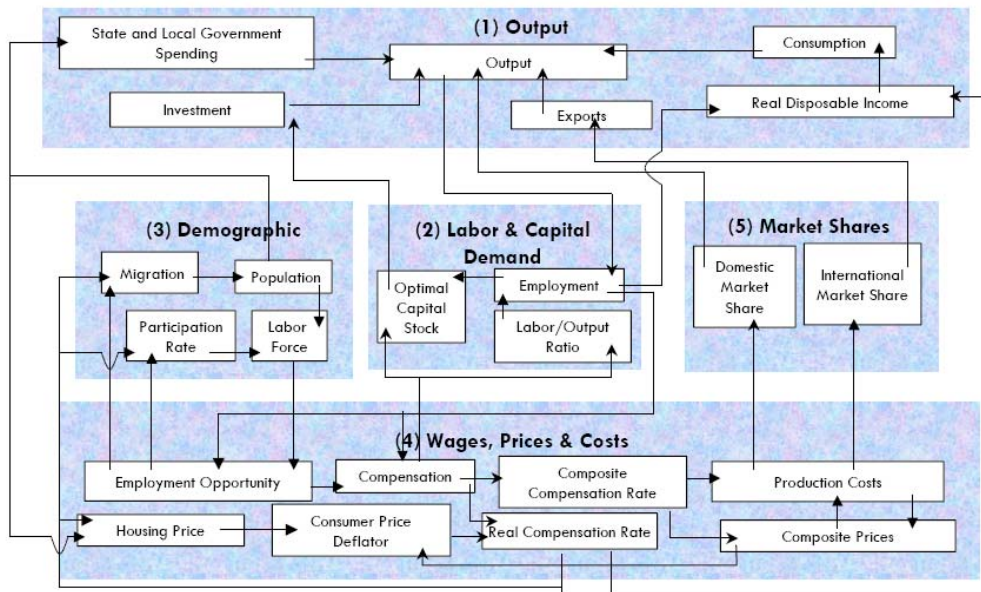 (1) Output
State and Local Government
Spending
Output
Consumption
Investment
Exports
Real Disposable Income
(3) Demographic
Migration
Population
Participation
Rate
Labor
Force
(2) Labor & Capital
Demand
Optimal
Capital
Stock
Employment
Labor/Output
Ratio
(5) Market Shares
Domestic
Market
Share
International
Market Share
(4) Wages, Prices & Costs
Employment Opportunity
Compensation
Composite
Compensation Rate
Production Costs
Housing Price
Consumer Price
Deflator
Real Compensation Rate
Composite Prices